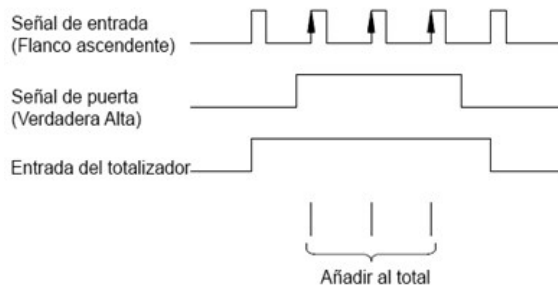 Señal de entrada
(Flanco ascendente)
Señal de puerta
(Verdadera Alta)
Entrada del totalizador
Añadir al total